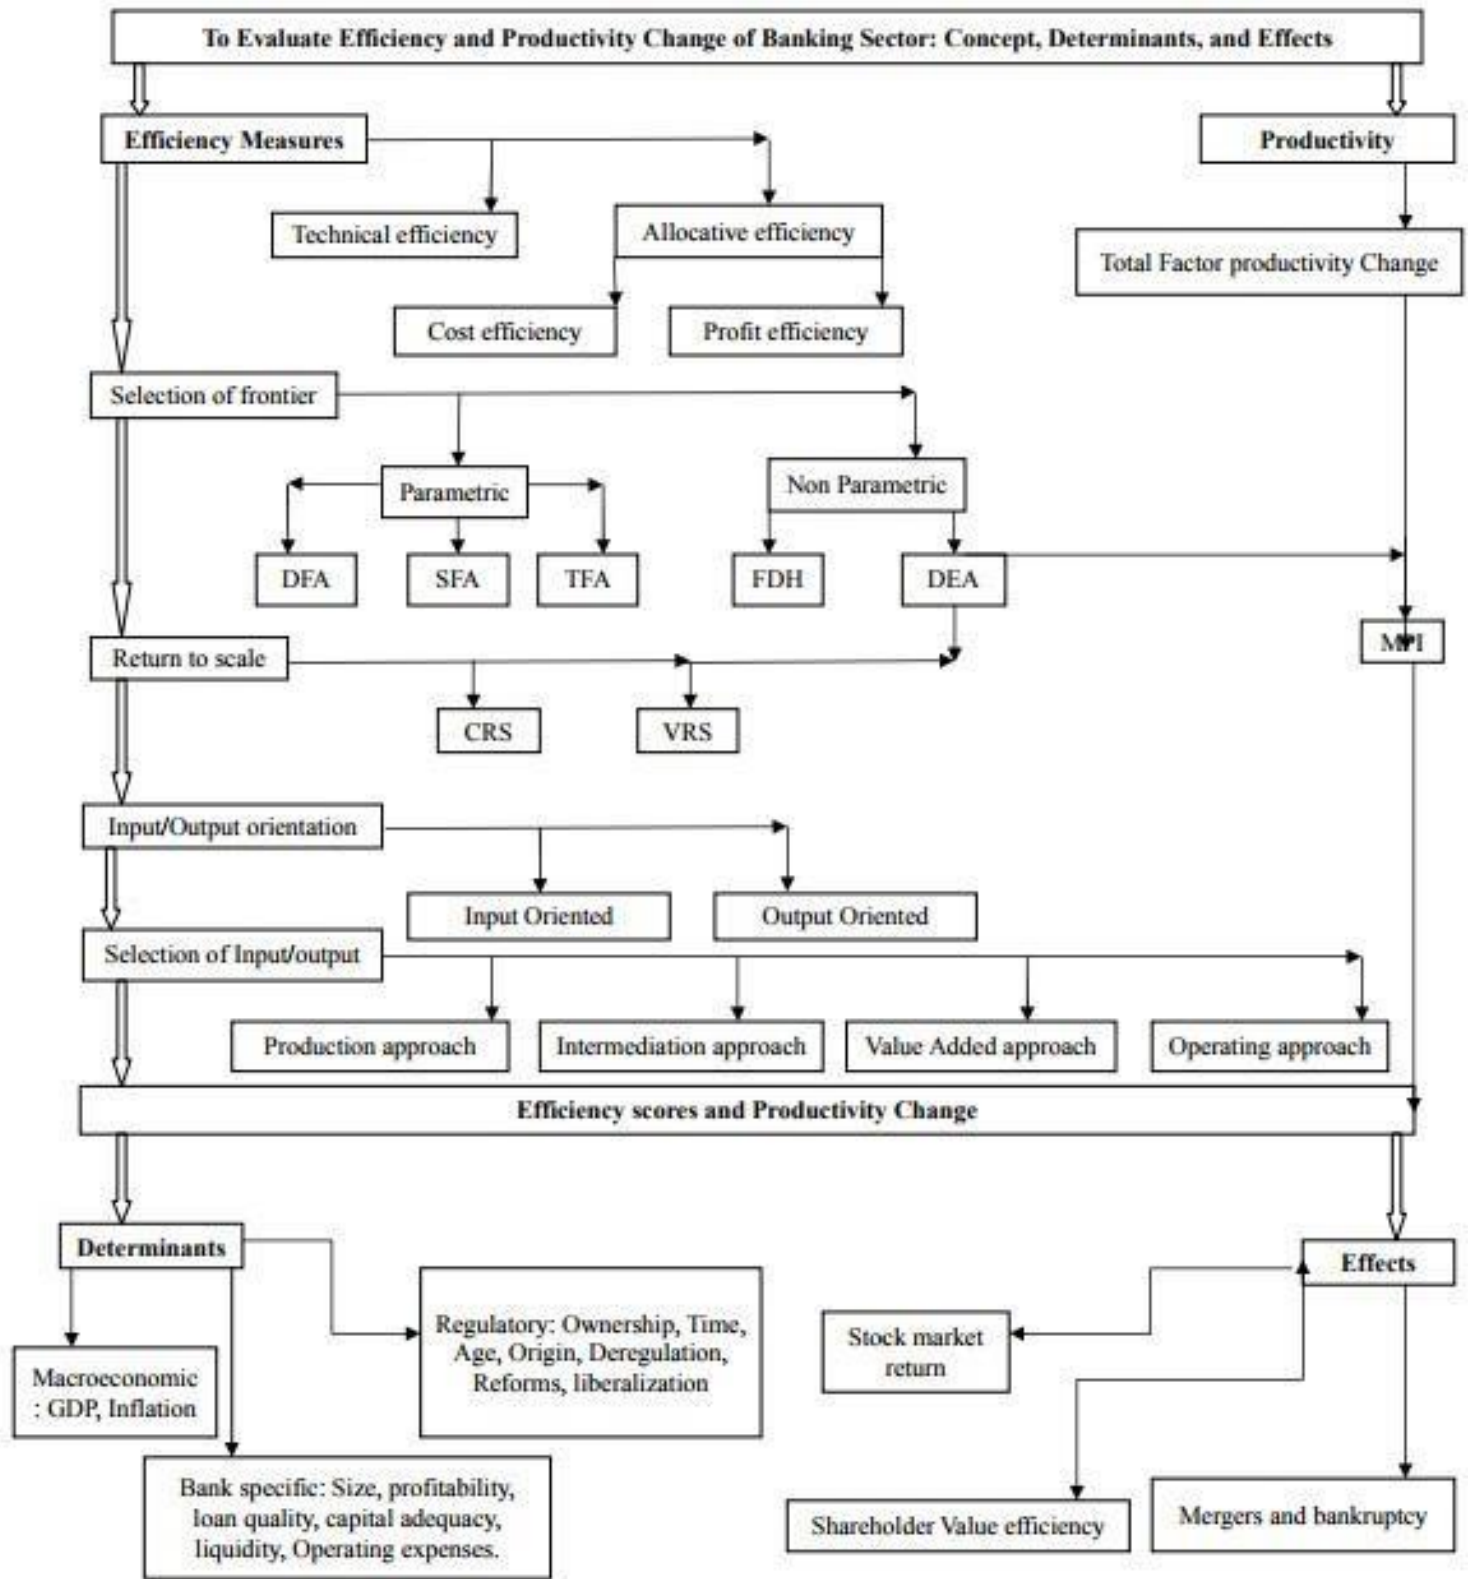 To Evaluate Efficiency and Productivity Change of Banking Sector: Concept, Determinants, and Effects
Efficiency Measures
Productivity
Technical efficiency
Allocative efficiency
Total Factor productivity Change
Cost efficiency
Profit efficiency
Selection of frontier
Parametric
Non Parametric
DFA
SFA
TFA
FDH
DEA
MPI
Return to scale
CRS
VRS
Input/Output orientation
Input Oriented
Output Oriented
Selection of Input/output
Production approach
Intermediation approach
Value Added approach
Operating approach
Efficiency scores and Productivity Change
Determinants
Effects
Regulatory: Ownership, Time,
Age, Origin, Deregulation,
Reforms, liberalization
Stock market
return
Macroeconomic
: GDP, Inflation
Bank specific: Size, profitability,
loan quality, capital adequacy,
liquidity, Operating expenses.
Shareholder Value efficiency
Mergers and bankruptcy